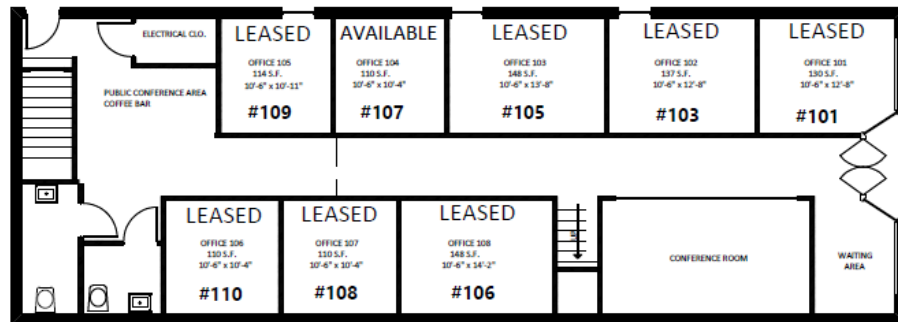 ELECTRICAL CLO.
PUBLIC CONFERENCE AREA
COFFEE BAR
LEASED
OFFICE 105
114 S.F.
10'-6" x 10'-11"
#109
AVAILABLE
OFFICE 104
110 S.F.
10'-6" x 10'-4"
#107
LEASED
OFFICE 103
148 S.F.
10'-6" x 13'-8"
#105
LEASED
OFFICE 102
137 S.F.
10'-6" x 12'-8"
#103
LEASED
OFFICE 101
130 S.F.
10'-6" x 12'-8"
#101
LEASED
OFFICE 106
110 S.F.
10'-6" x 10'-4"
#110
LEASED
OFFICE 107
110 S.F.
10'-6" x 10'-4"
#108
LEASED
OFFICE 108
148 S.F.
10'-6" x 14'-2"
#106
CONFERENCE ROOM
WAITING
AREA